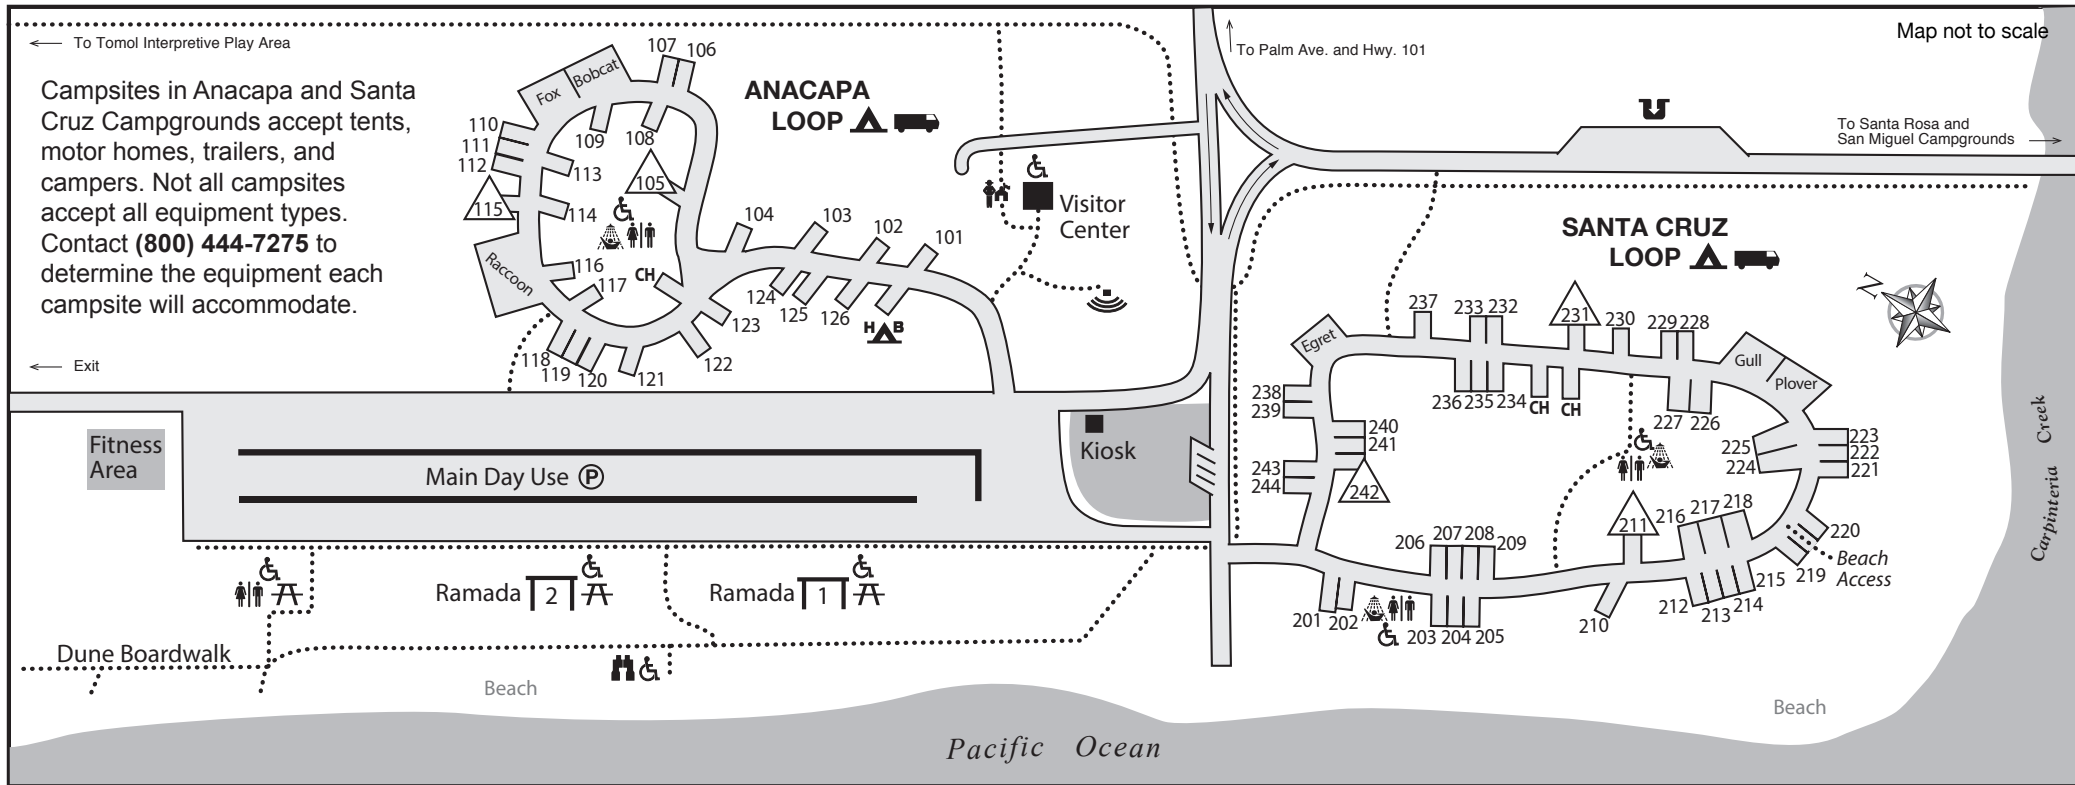 To Tomol Interpretive Play Area
Campsites in Anacapa and Santa
Cruz Campgrounds accept tents,
motor homes, trailers, and
campers. Not all campsites
accept all equipment types.
Contact (800) 444-7275 to
determine the equipment each
campsite will accommodate.
Exit
Fitness
Area
Main Day Use P
Dune Boardwalk
Ramada 2
Ramada 1
Beach
Pacific Ocean
ANACAPA
LOOP
Fox
Bobcat
Raccoon
107
106
110
111
112
109
108
113
105
115
114
116
117
CH
104
103
102
101
118
119
120
121
122
123
124
125
126
H B
Visitor
Center
Kiosk
To Palm Ave. and Hwy. 101
Map not to scale
To Santa Rosa and
San Miguel Campgrounds
SANTA CRUZ
LOOP
N
Egret
237
233
232
231
230
229
228
Gull
Plover
238
239
236
235
234
CH
CH
227
226
240
241
225
224
223
222
221
243
244
242
206
207
208
209
211
216
217
218
220
219
Beach
Access
201
202
203
204
205
210
212
213
214
215
Beach
Carpinteria Creek